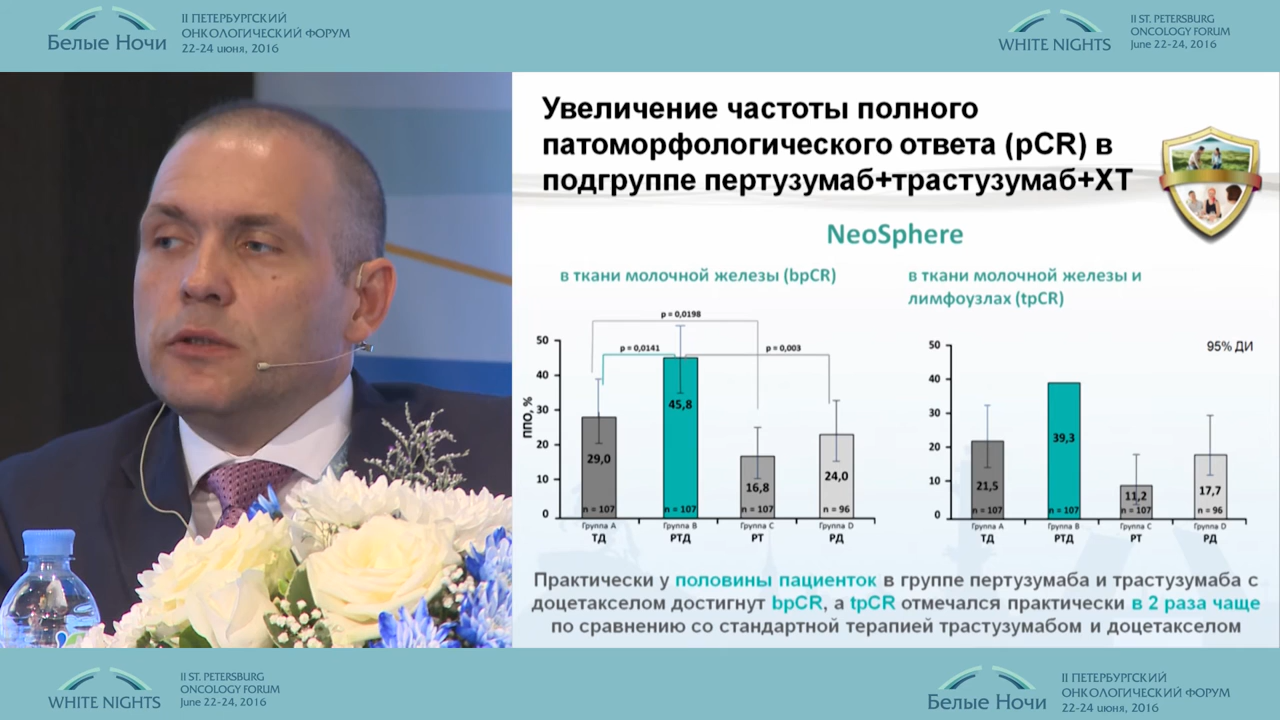 II ПЕТЕРБУРГСКИЙ
ОНКОЛОГИЧЕСКИЙ ФОРУМ
Белые Ночи
22-24 июня, 2016
II ST. PETERSBURG
ONCOLOGY FORUM
WHITE NIGHTS
June 22-24, 2016
Увеличение частоты полного
патоморфологического ответа (pCR) в
подгруппе пертузумаб+трастузумаб+ХТ
NeoSphere
в ткани молочной железы (bpCR)
p = 0,0198
p = 0,0141
p = 0,003
ППО, %
50
40
30
20
10
0
29,0
45,8
16,8
24,0
n = 107
n = 107
n = 107
n = 96
Группа A
Группа B
Группа C
Группа D
ТД
РТД
РТ
РД
в ткани молочной железы и
лимфоузлах (tpCR)
95% ДИ
50
40
30
20
10
0
21,5
39,3
11,2
17,7
n = 107
n = 107
n = 107
n = 96
Группа A
Группа B
Группа C
Группа D
ТД
РТД
РТ
РД
Практически у половины пациенток в группе пертузумаба и трастузумаба с
доцетакселом достигнут bpCR, а tpCR отмечался практически в 2 раза чаще
по сравнению со стандартной терапией трастузумабом и доцетакселом
II ST. PETERSBURG
ONCOLOGY FORUM
WHITE NIGHTS
June 22-24, 2016
II ПЕТЕРБУРГСКИЙ
ОНКОЛОГИЧЕСКИЙ ФОРУМ
Белые Ночи
22-24 июня, 2016